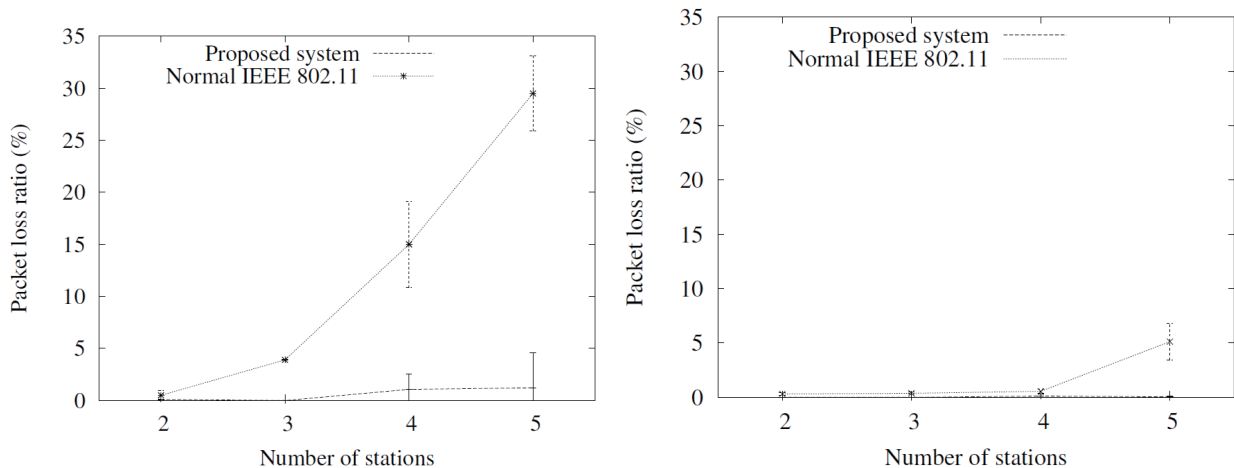 35
30
25
20
15
10
5
0
Packet loss ratio (%)
Proposed system
Normal IEEE 802.11
2 3 4 5
Number of stations
35
30
25
20
15
10
5
0
Packet loss ratio (%)
Proposed system
Normal IEEE 802.11
2 3 4 5
Number of stations